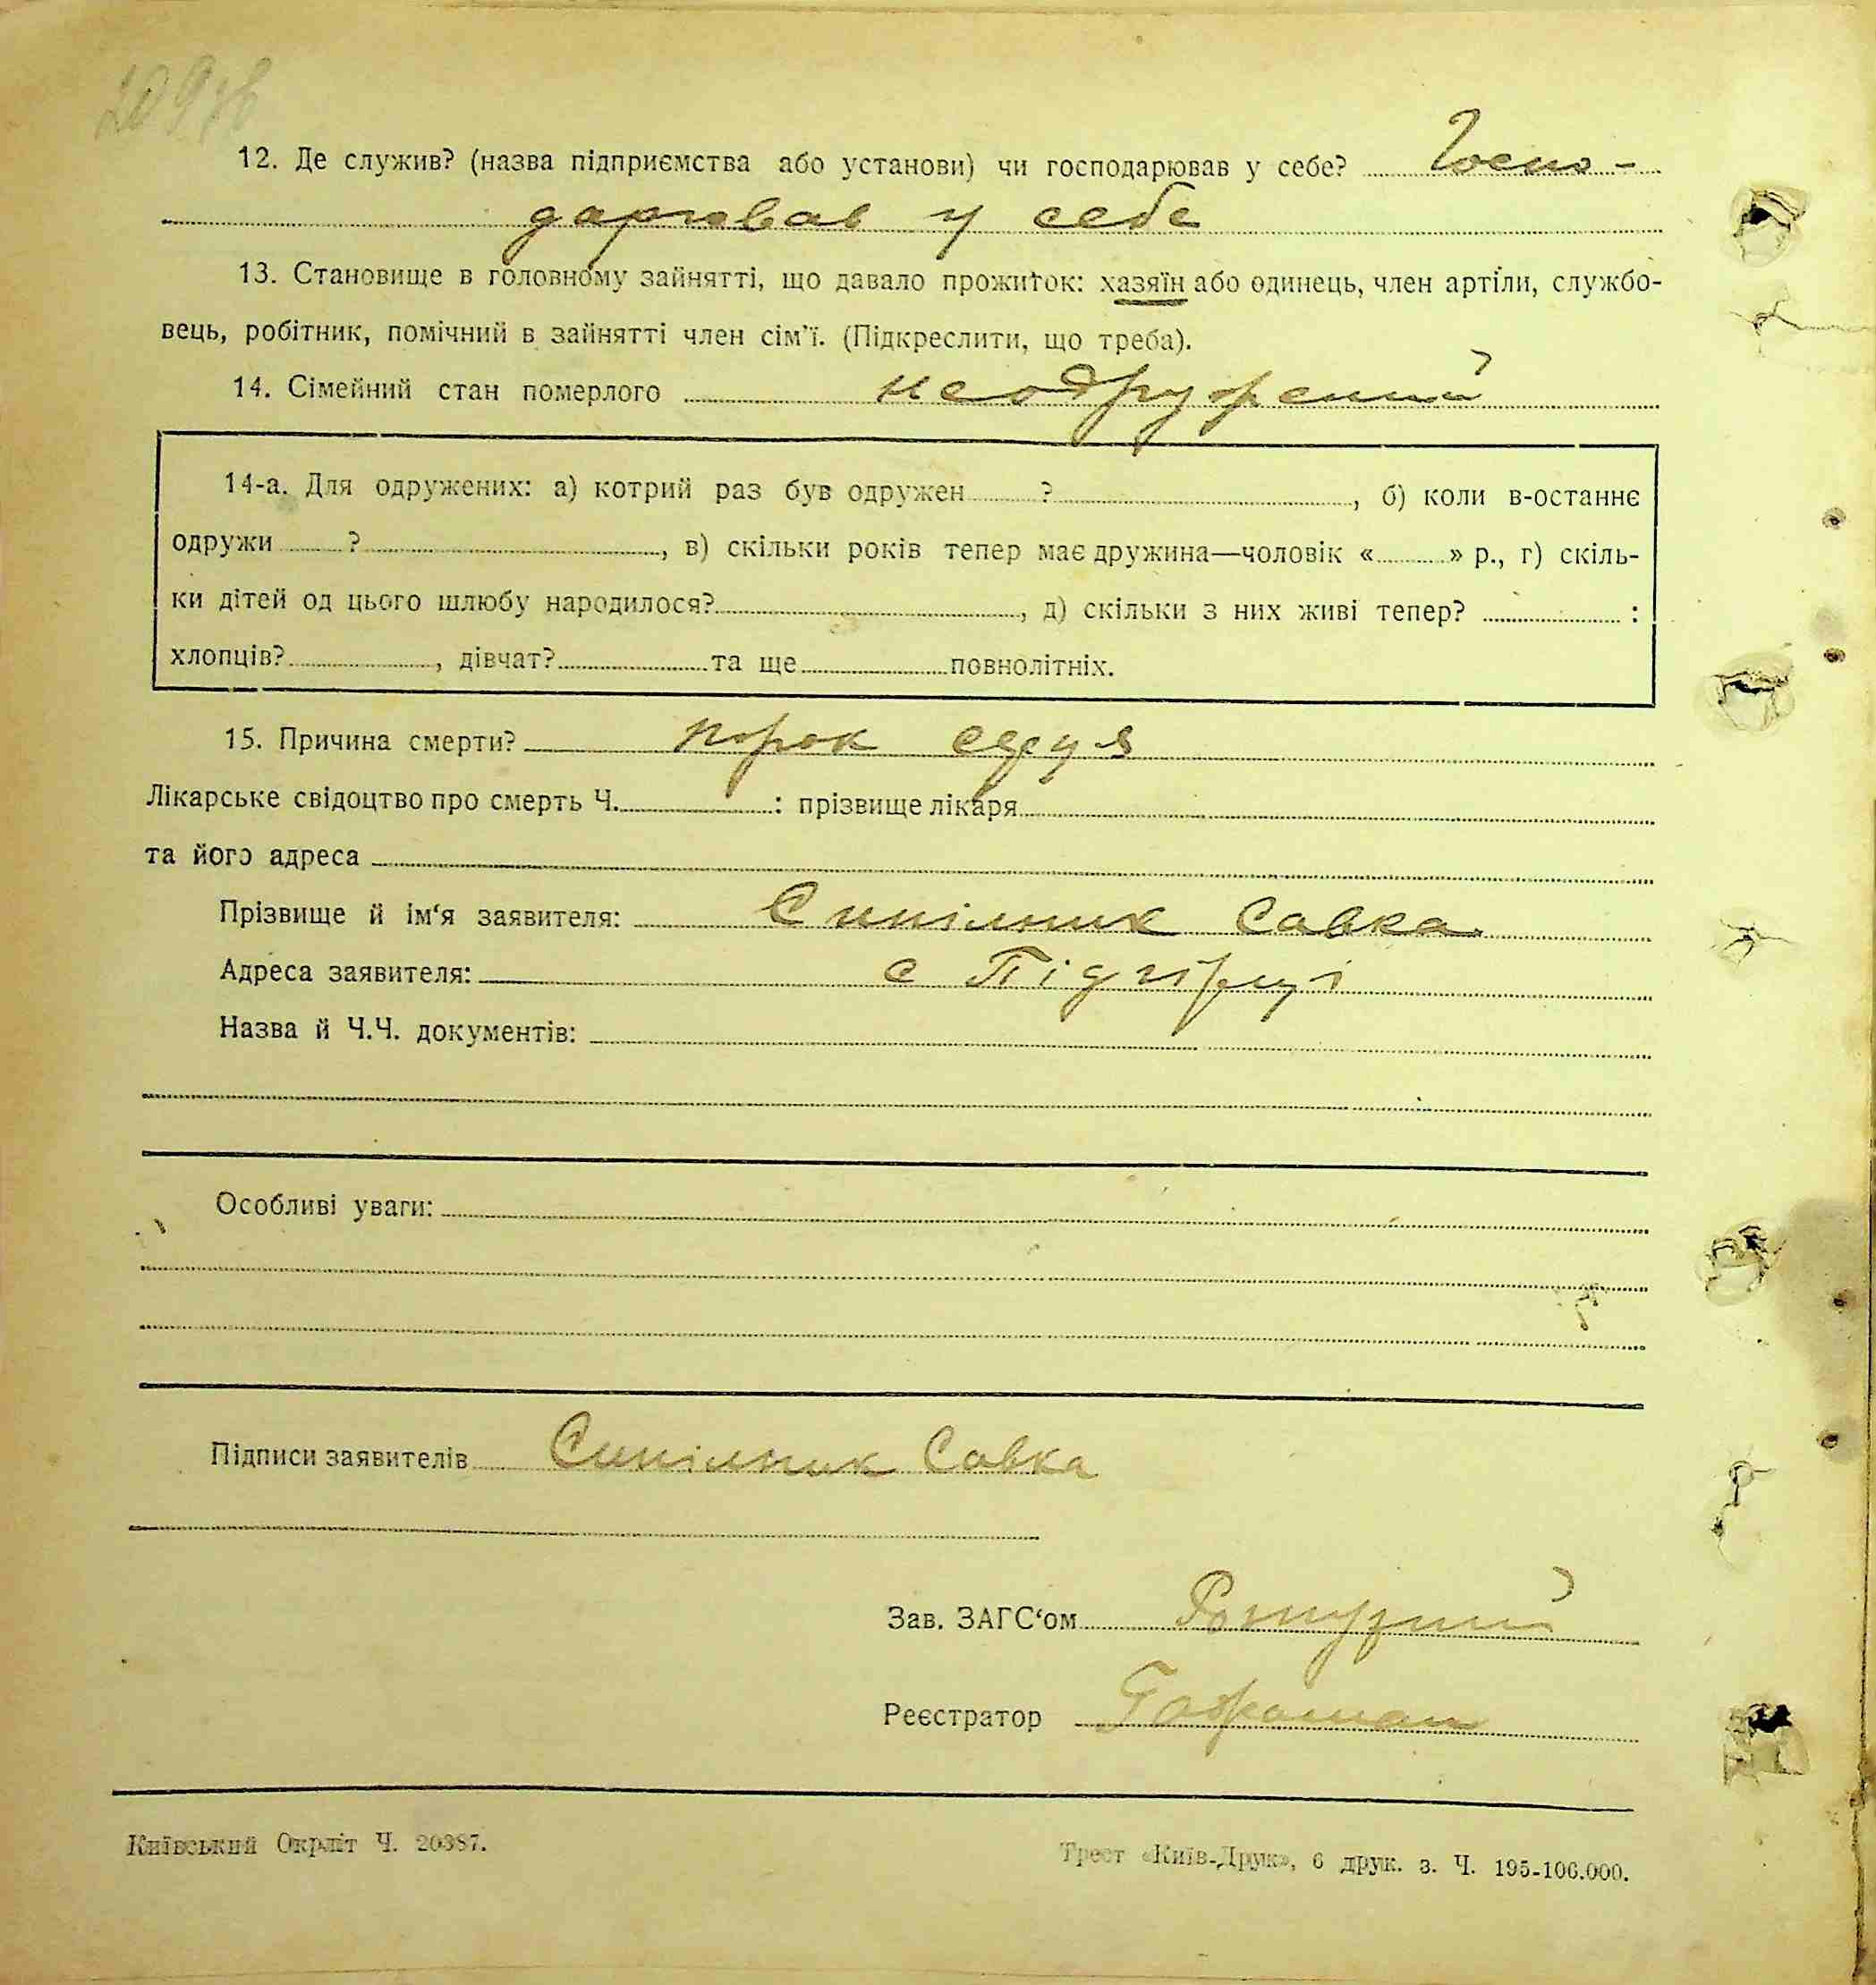 12. Де служив? (назва підприємства або установи) чи господарював у себе? Госпо-
дарював у себе
13. Становище в головному зайнятті, що давало прожиток: хазяїн або одинець, член артіли, службо-
вець, робітник, помічний в зайнятті член сім'ї. (Підкреслити, що треба).
14. Сімейний стан померлого неодружений
14-а. Для одружених: а) котрий раз був одружен ?, б) коли в-останнє
одружи ?, в) скільки років тепер має дружина—чоловік « » р., г) скіль-
ки дітей од цього шлюбу народилося?, д) скільки з них живі тепер? :
хлопців?, дівчат? та ще повнолітніх.
15. Причина смерти? порок серця
Лікарське свідоцтво про смерть Ч. : прізвище лікаря
та його адреса
Прізвище й ім'я заявителя: Синільник Савка
Адреса заявителя: с Підгірці
Назва й Ч.Ч. документів:
Особливі уваги:
Підписи заявителів Синільник Савка
Зав. ЗАГС'ом
Реєстратор
Київський Окрліт Ч. 20387.
Трест «Київ-Друк», 6 друк. з. Ч. 195-100.000.